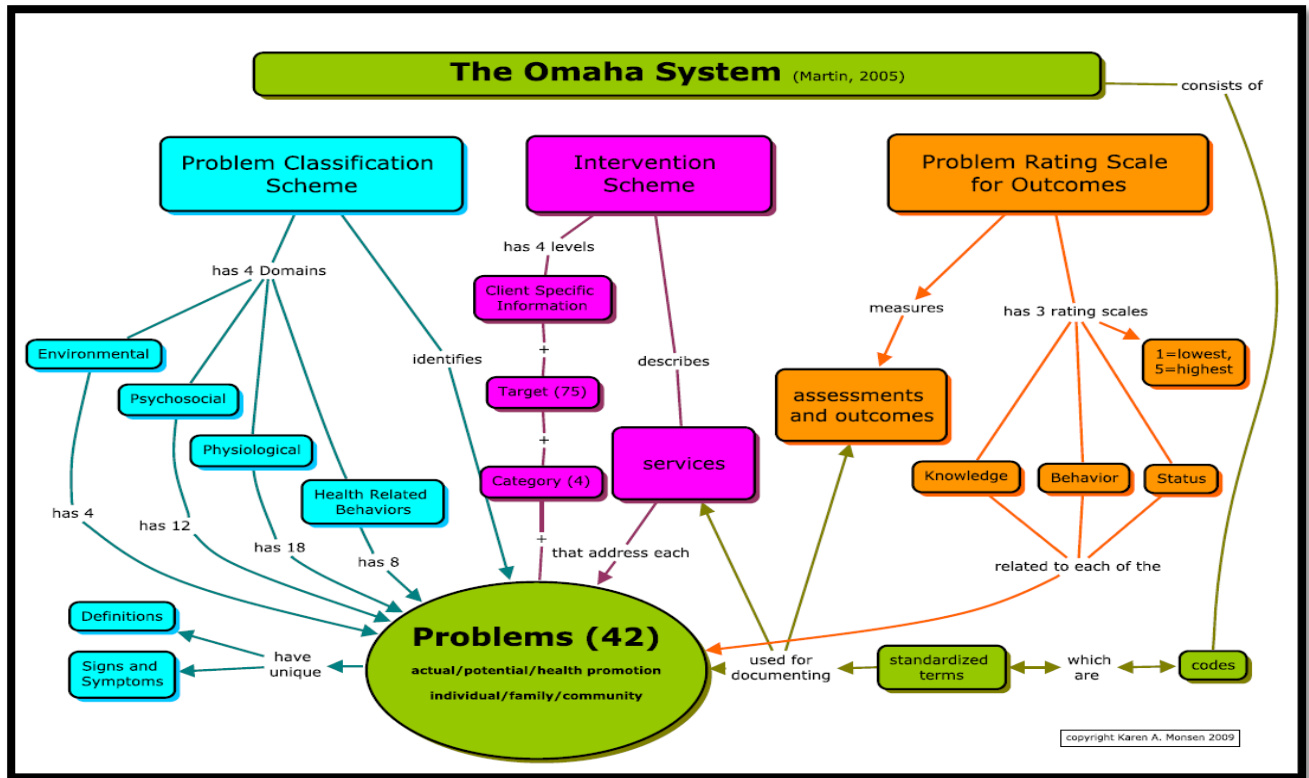 The Omaha System (Martin, 2005)
consists of
Problem Classification
Scheme
Intervention
Scheme
Problem Rating Scale
for Outcomes
has 4 Domains
has 4 levels
Client Specific
Information
measures
has 3 rating scales
Environmental
identifies
+
describes
1=lowest,
5=highest
Psychosocial
Target (75)
assessments
and outcomes
Physiological
+
services
Health Related
Behaviors
Category (4)
Knowledge
Behavior
Status
has 4
has 12
has 18
has 8
+
that address each
related to each of the
Definitions
Signs and
Symptoms
have
unique
Problems (42)
actual/potential/health promotion
individual/family/community
used for
documenting
standardized
terms
which
are
codes
copyright Karen A. Monsen 2009